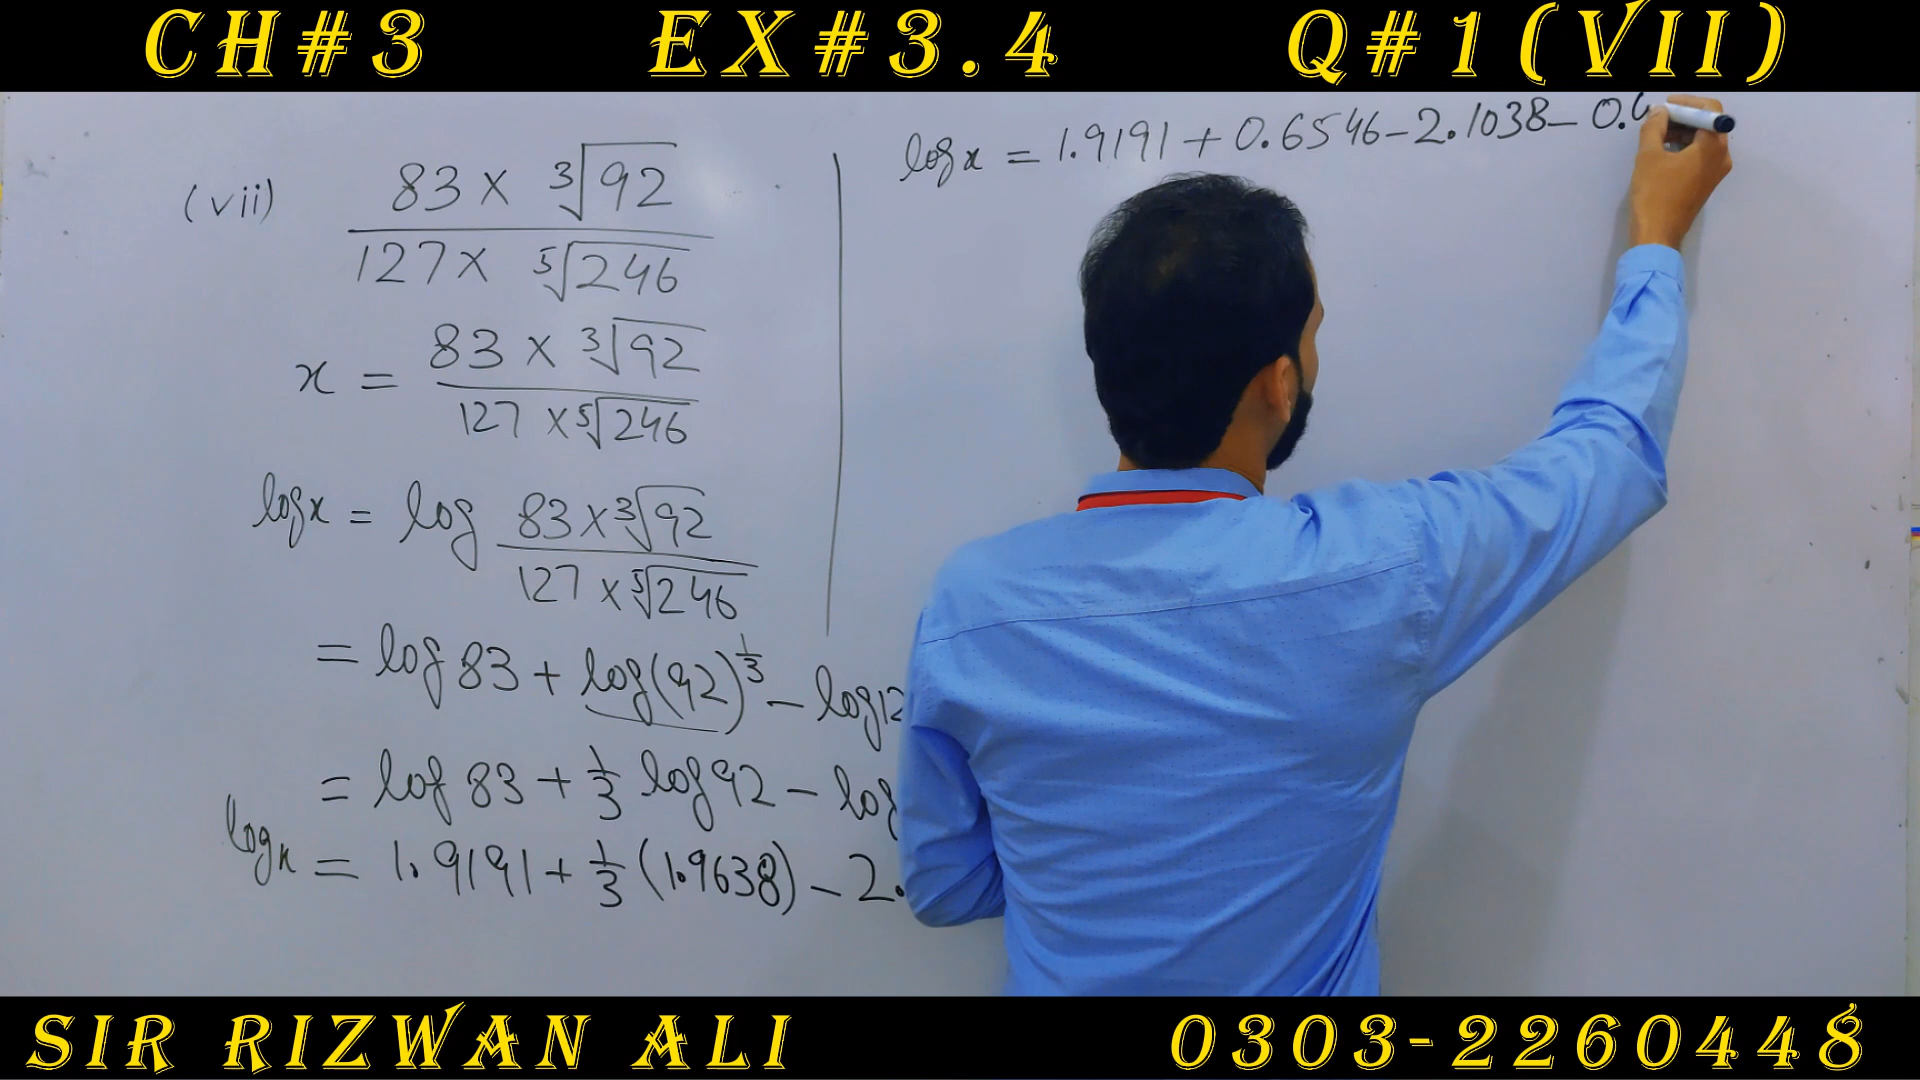 CH#3 EX#3.4 Q#1(VII)
(vii) 83 × ∛92 / 127 × ⁵√246
x = 83 × ∛92 / 127 × ⁵√246
log x = log 83 × ∛92 / 127 × ⁵√246
= log 83 + log(92)^1/3 − log 12
= log 83 + 1/3 log 92 − log
log x = 1.9191 + 1/3 (1.9638) − 2.
log x = 1.9191 + 0.6546 − 2.1038 − 0.
SIR RIZWAN ALI 0303-2260448